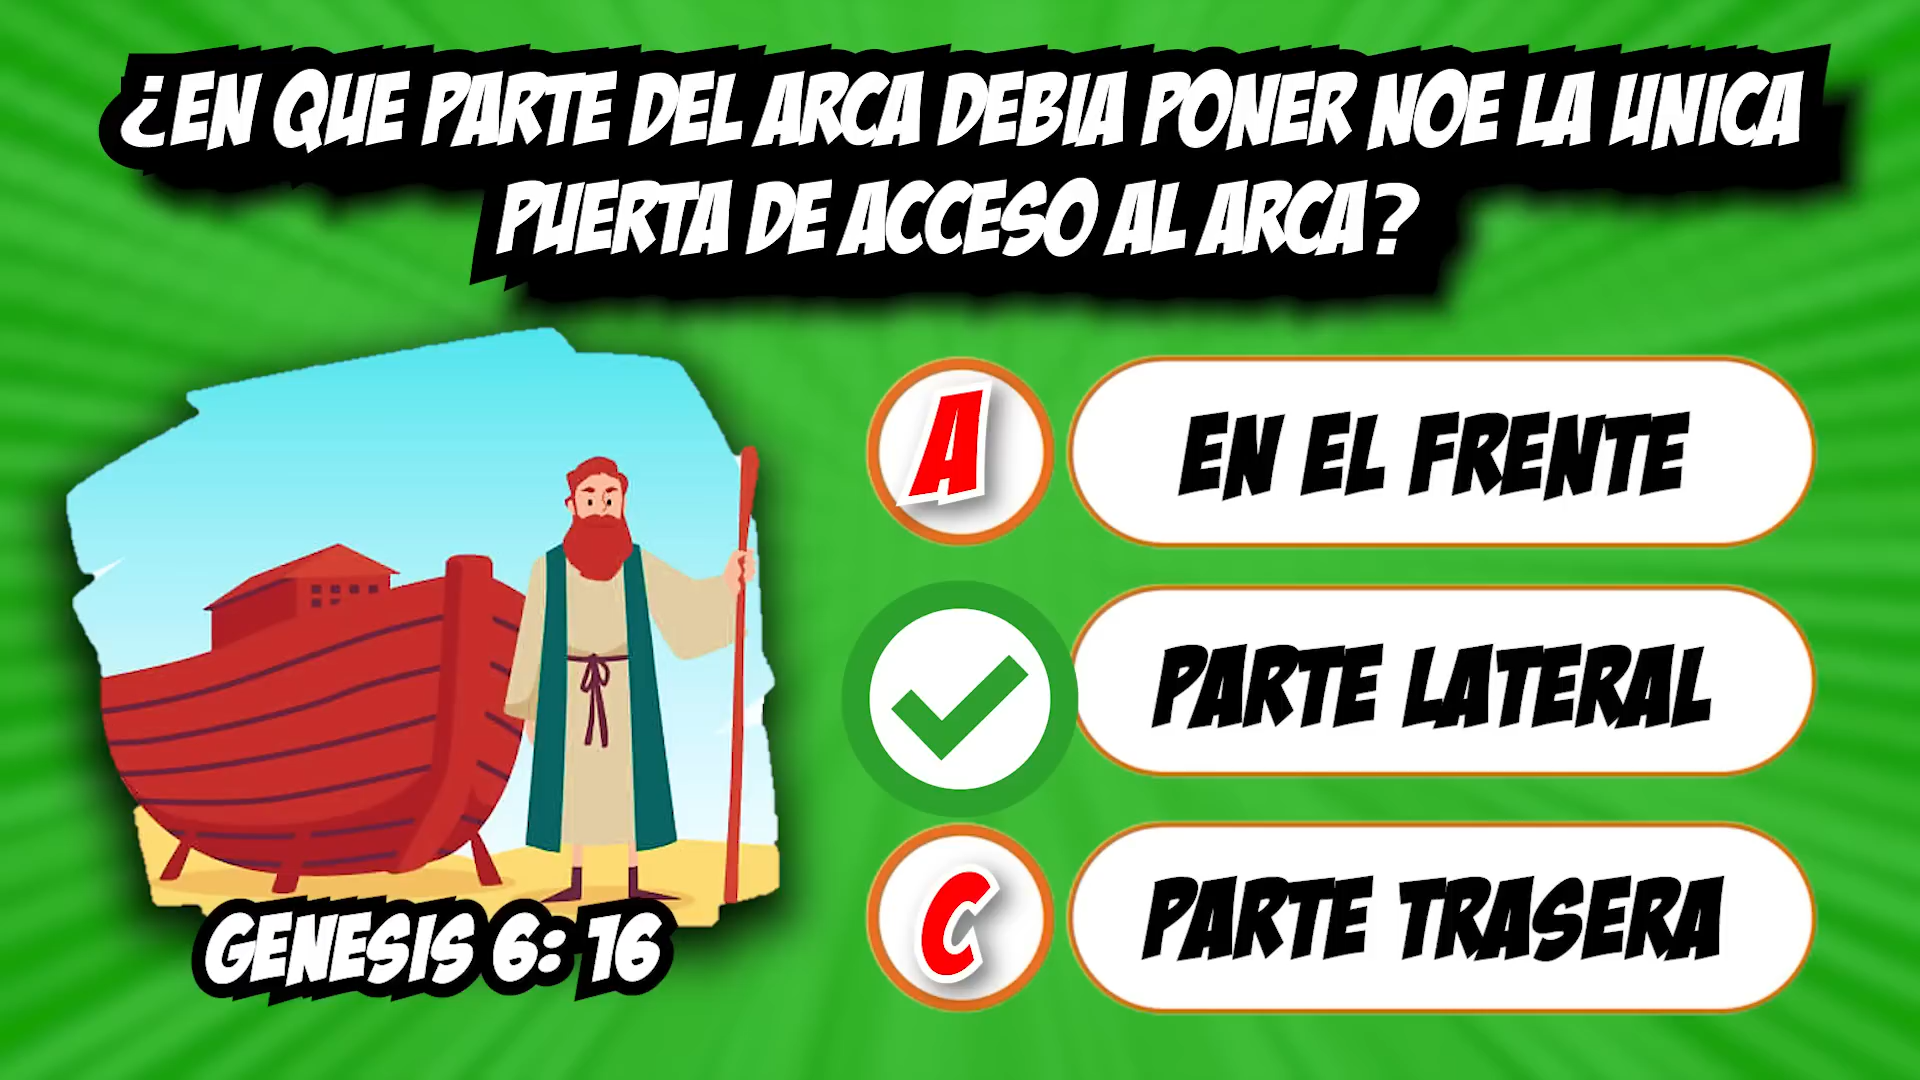 ¿EN QUE PARTE DEL ARCA DEBIA PONER NOE LA UNICA
PUERTA DE ACCESO AL ARCA?
A EN EL FRENTE
PARTE LATERAL
C PARTE TRASERA
GENESIS 6: 16